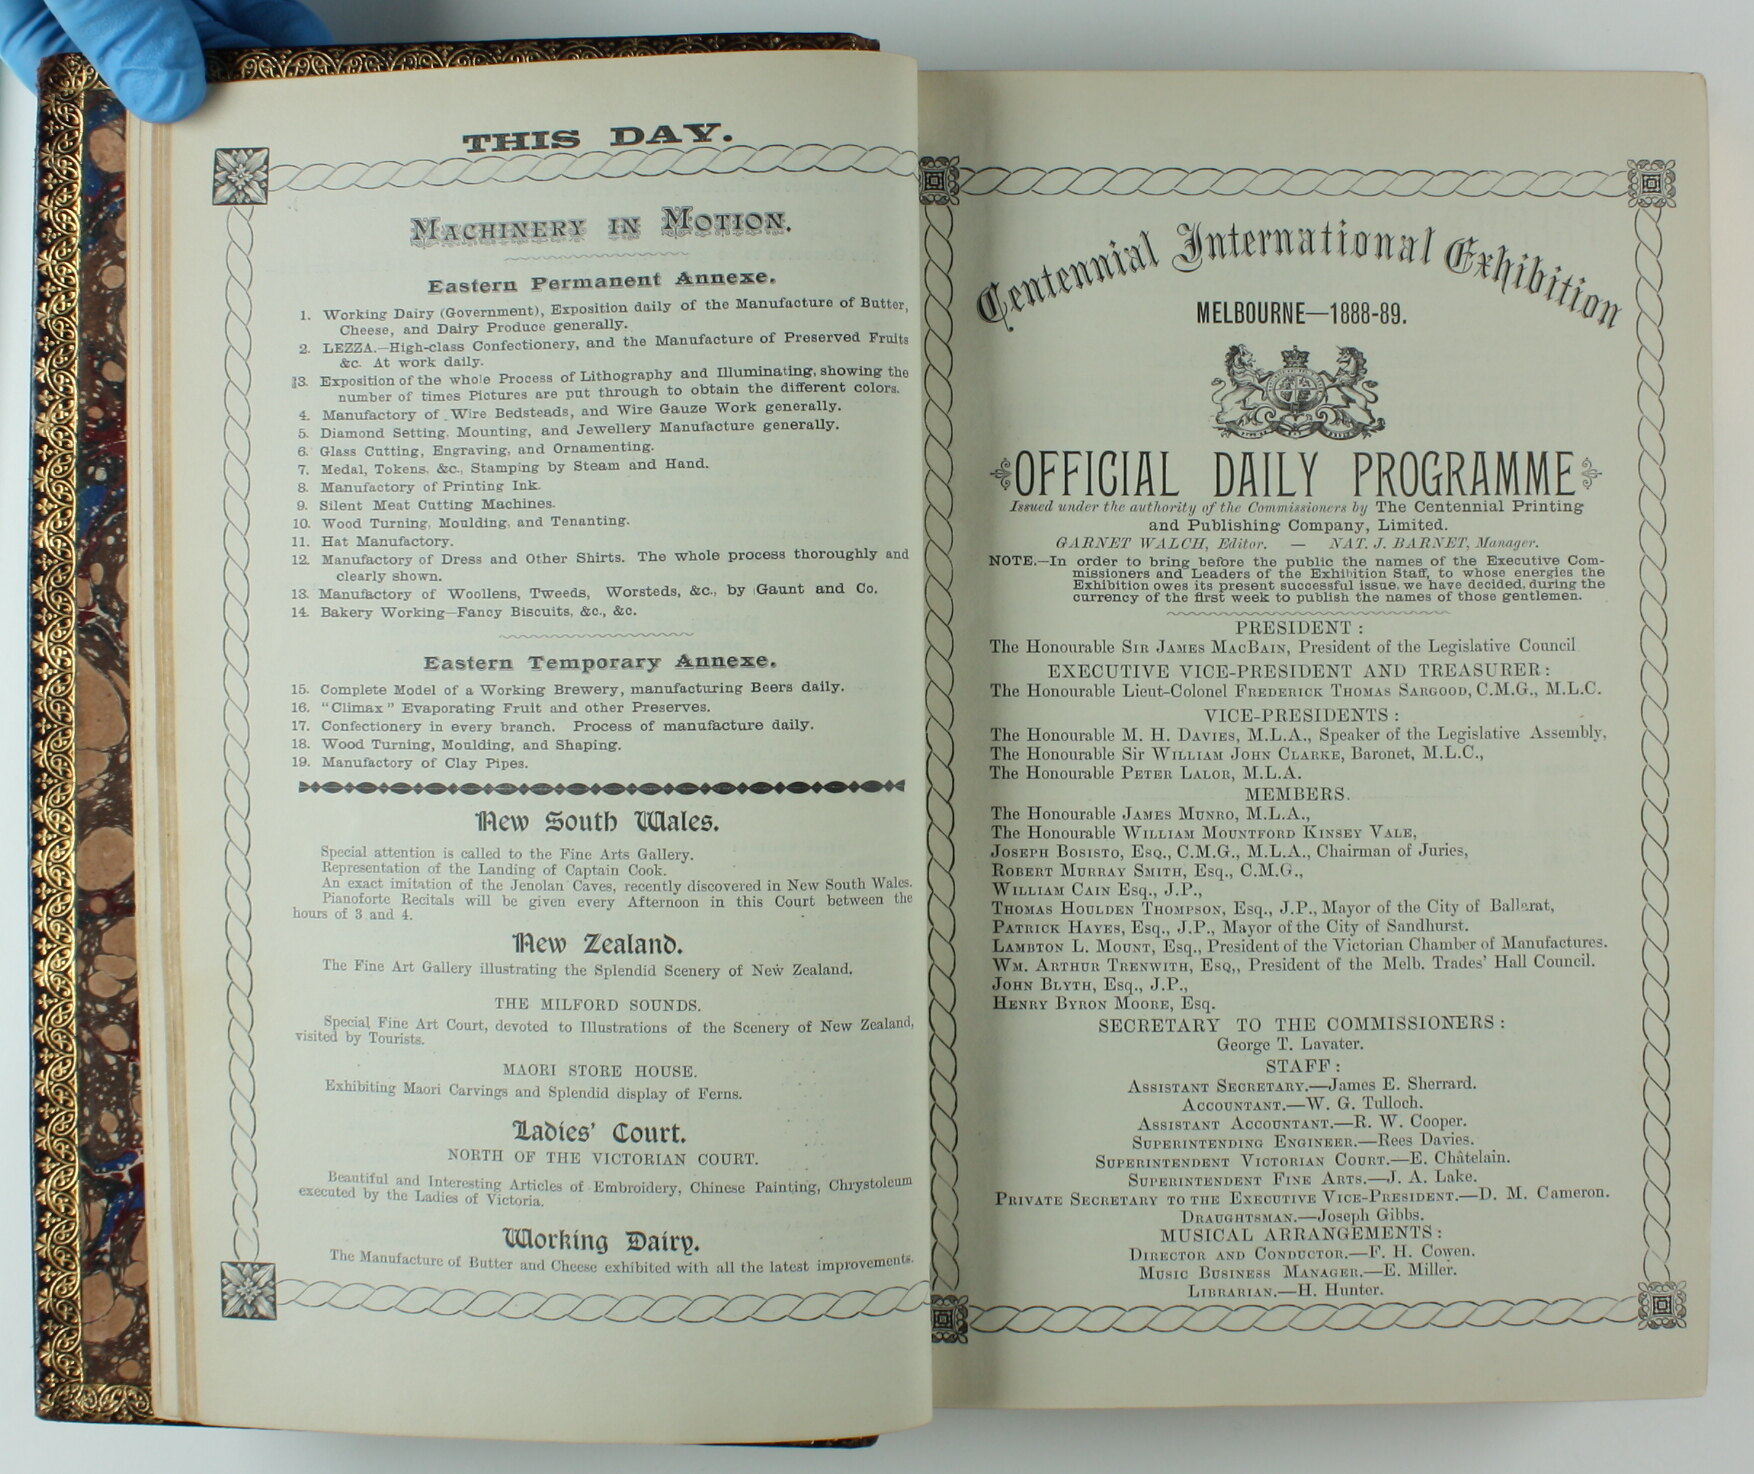 THIS DAY.
MACHINERY IN MOTION.
Eastern Permanent Annexe.
1. Working Dairy (Government), Exposition daily of the Manufacture of Butter,
Cheese, and Dairy Produce generally.
2. LEZZA.—High-class Confectionery, and the Manufacture of Preserved Fruits
&c. At work daily.
3. Exposition of the whole Process of Lithography and Illuminating, showing the
number of times Pictures are put through to obtain the different colors.
4. Manufactory of Wire Bedsteads, and Wire Gauze Work generally.
5. Diamond Setting, Mounting, and Jewellery Manufacture generally.
6. Glass Cutting, Engraving, and Ornamenting.
7. Medal, Tokens, &c., Stamping by Steam and Hand.
8. Manufactory of Printing Ink.
9. Silent Meat Cutting Machines.
10. Wood Turning, Moulding, and Tenanting.
11. Hat Manufactory.
12. Manufactory of Dress and Other Shirts. The whole process thoroughly and
clearly shown.
13. Manufactory of Woollens, Tweeds, Worsteds, &c., by Gaunt and Co.
14. Bakery Working—Fancy Biscuits, &c., &c.
Eastern Temporary Annexe.
15. Complete Model of a Working Brewery, manufacturing Beers daily.
16. "Climax" Evaporating Fruit and other Preserves.
17. Confectionery in every branch. Process of manufacture daily.
18. Wood Turning, Moulding, and Shaping.
19. Manufactory of Clay Pipes.
New South Wales.
Special attention is called to the Fine Arts Gallery.
Representation of the Landing of Captain Cook.
An exact imitation of the Jenolan Caves, recently discovered in New South Wales.
Pianoforte Recitals will be given every Afternoon in this Court between the
hours of 3 and 4.
New Zealand.
The Fine Art Gallery illustrating the Splendid Scenery of New Zealand.
THE MILFORD SOUNDS.
Special Fine Art Court, devoted to Illustrations of the Scenery of New Zealand,
visited by Tourists.
MAORI STORE HOUSE.
Exhibiting Maori Carvings and Splendid display of Ferns.
Ladies' Court.
NORTH OF THE VICTORIAN COURT.
Beautiful and Interesting Articles of Embroidery, Chinese Painting, Chrystoleum
executed by the Ladies of Victoria.
Working Dairy.
The Manufacture of Butter and Cheese exhibited with all the latest improvements.
Centennial International Exhibition
MELBOURNE—1888-89.
OFFICIAL DAILY PROGRAMME
Issued under the authority of the Commissioners by The Centennial Printing
and Publishing Company, Limited.
GARNET WALCH, Editor. — NAT. J. BARNET, Manager.
NOTE.—In order to bring before the public the names of the Executive Com-
missioners and Leaders of the Exhibition Staff, to whose energies the
Exhibition owes its present successful issue, we have decided, during the
currency of the first week to publish the names of those gentlemen.
PRESIDENT:
The Honourable SIR JAMES MACBAIN, President of the Legislative Council
EXECUTIVE VICE-PRESIDENT AND TREASURER:
The Honourable Lieut-Colonel FREDERICK THOMAS SARGOOD, C.M.G., M.L.C.
VICE-PRESIDENTS:
The Honourable M. H. DAVIES, M.L.A., Speaker of the Legislative Assembly,
The Honourable Sir WILLIAM JOHN CLARKE, Baronet, M.L.C.,
The Honourable PETER LALOR, M.L.A.
MEMBERS.
The Honourable JAMES MUNRO, M.L.A.,
The Honourable WILLIAM MOUNTFORD KINSEY VALE,
JOSEPH BOSISTO, ESQ., C.M.G., M.L.A., Chairman of Juries,
ROBERT MURRAY SMITH, Esq., C.M.G.,
WILLIAM CAIN Esq., J.P.,
THOMAS HOULDEN THOMPSON, Esq., J.P., Mayor of the City of Ballarat,
PATRICK HAYES, Esq., J.P., Mayor of the City of Sandhurst.
LAMBTON L. MOUNT, Esq., President of the Victorian Chamber of Manufactures.
WM. ARTHUR TRENWITH, ESQ,, President of the Melb. Trades' Hall Council.
JOHN BLYTH, Esq., J.P.,
HENRY BYRON MOORE, Esq.
SECRETARY TO THE COMMISSIONERS:
George T. Lavater.
STAFF:
ASSISTANT SECRETARY.—James E. Sherrard.
ACCOUNTANT.—W. G. Tulloch.
ASSISTANT ACCOUNTANT.—R. W. Cooper.
SUPERINTENDING ENGINEER.—Rees Davies.
SUPERINTENDENT VICTORIAN COURT.—E. Châtelain.
SUPERINTENDENT FINE ARTS.—J. A. Lake.
PRIVATE SECRETARY TO THE EXECUTIVE VICE-PRESIDENT.—D. M. Cameron.
DRAUGHTSMAN.—Joseph Gibbs.
MUSICAL ARRANGEMENTS:
DIRECTOR AND CONDUCTOR.—F. H. Cowen.
MUSIC BUSINESS MANAGER.—E. Miller.
LIBRARIAN.—H. Hunter.